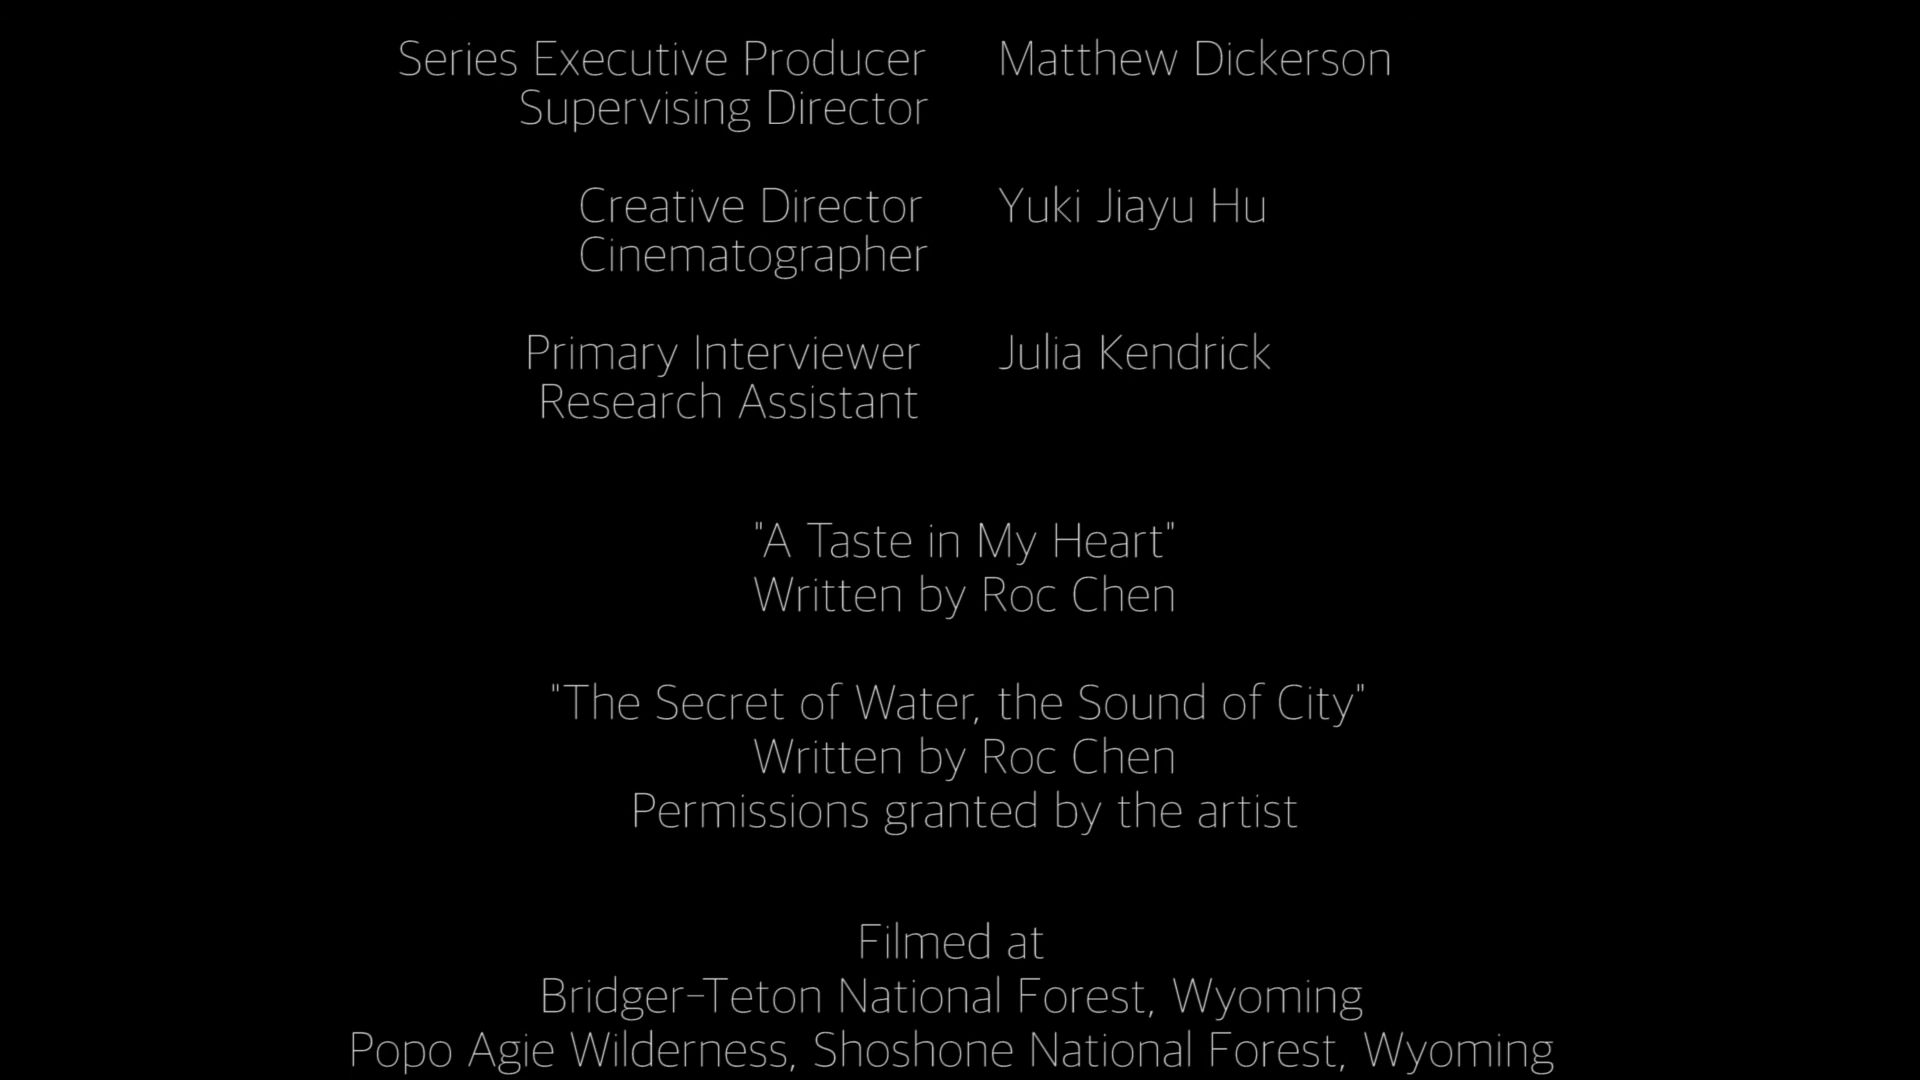 Series Executive Producer Matthew Dickerson
Supervising Director
Creative Director Yuki Jiayu Hu
Cinematographer
Primary Interviewer Julia Kendrick
Research Assistant
"A Taste in My Heart"
Written by Roc Chen
"The Secret of Water, the Sound of City"
Written by Roc Chen
Permissions granted by the artist
Filmed at
Bridger-Teton National Forest, Wyoming
Popo Agie Wilderness, Shoshone National Forest, Wyoming